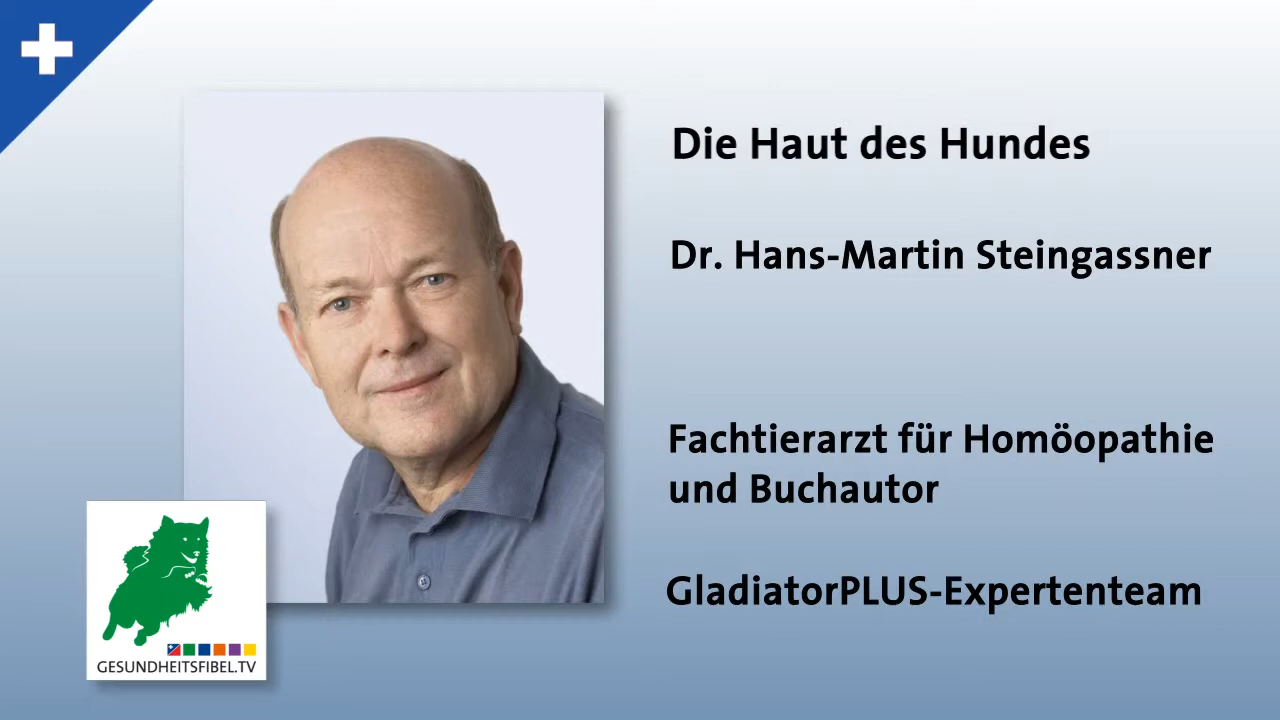 Die Haut des Hundes
Dr. Hans-Martin Steingassner
Fachtierarzt für Homöopathie
und Buchautor
GladiatorPLUS-Expertenteam
GESUNDHEITSFIBEL.TV